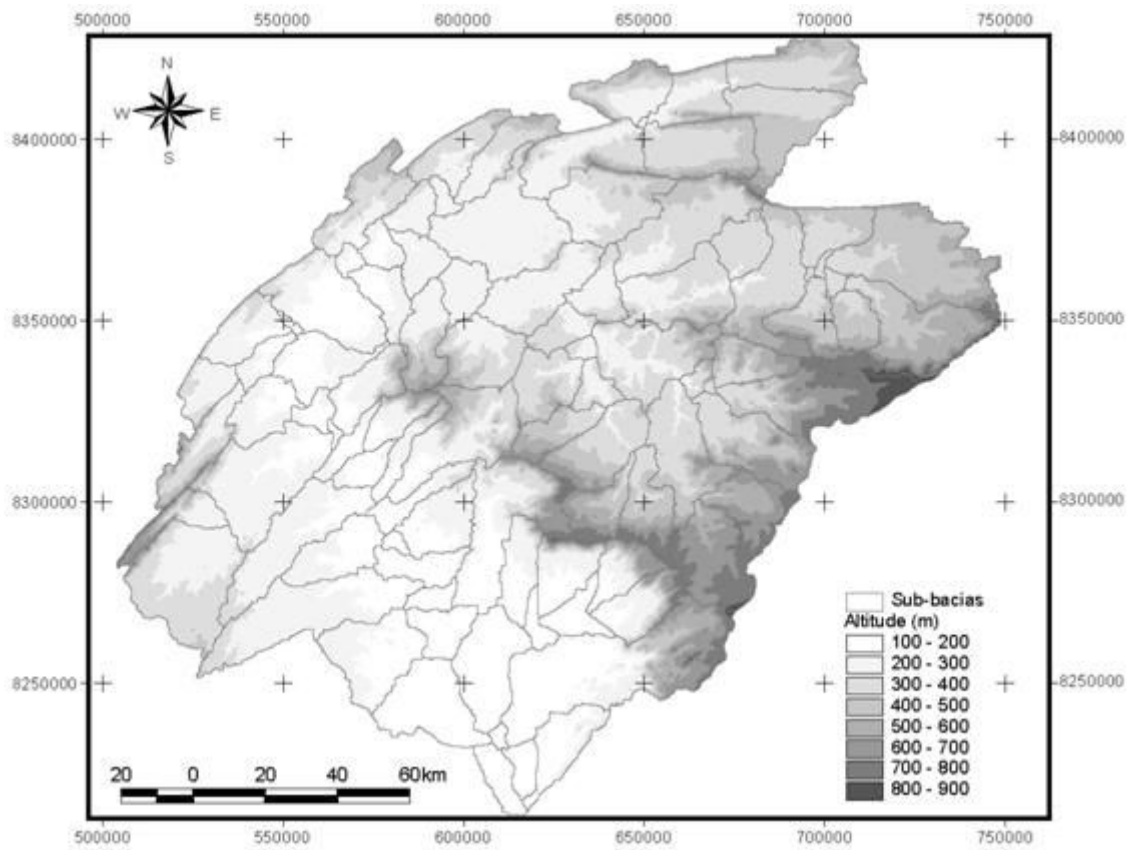 500000 550000 600000 650000 700000 750000
N
W E
S
8400000 8400000
8350000 8350000
8300000 8300000
8250000 8250000
Sub-bacias
Altitude (m)
100 - 200
200 - 300
300 - 400
400 - 500
500 - 600
600 - 700
700 - 800
800 - 900
20 0 20 40 60km
500000 550000 600000 650000 700000 750000